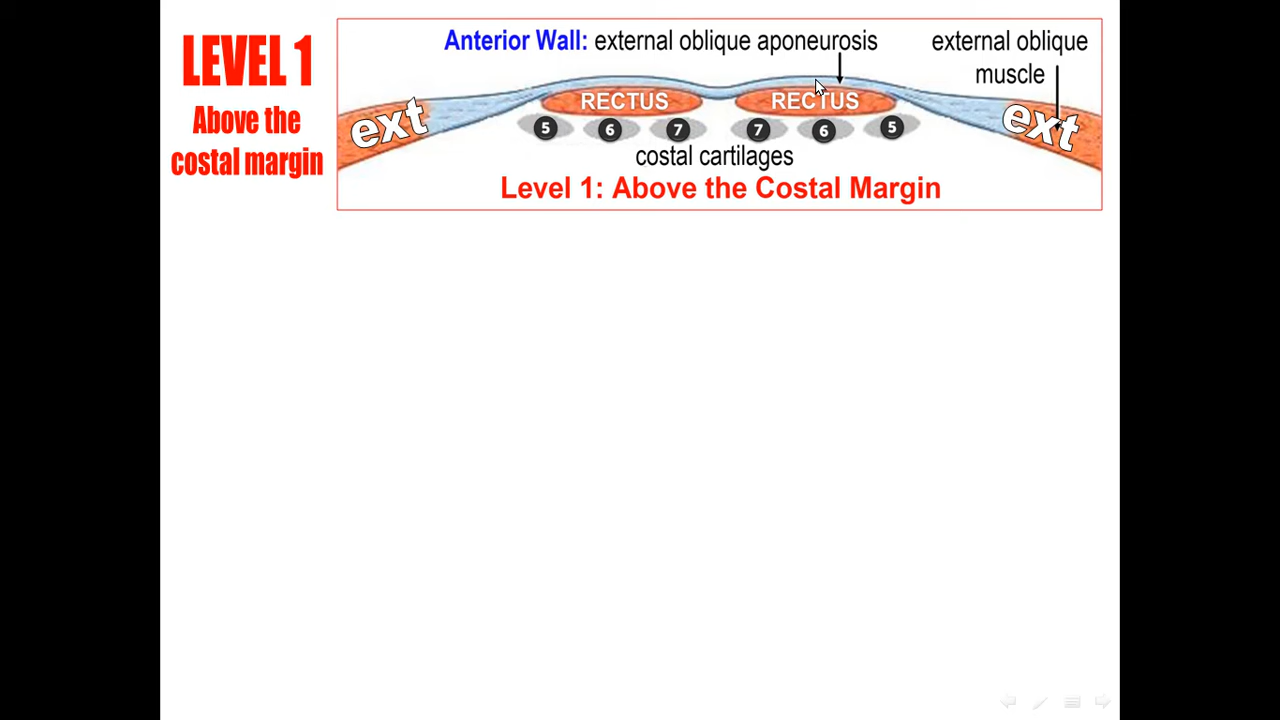 LEVEL 1
Above the
costal margin
Anterior Wall: external oblique aponeurosis
external oblique
muscle
ext
RECTUS
RECTUS
ext
5 6 7 7 6 5
costal cartilages
Level 1: Above the Costal Margin